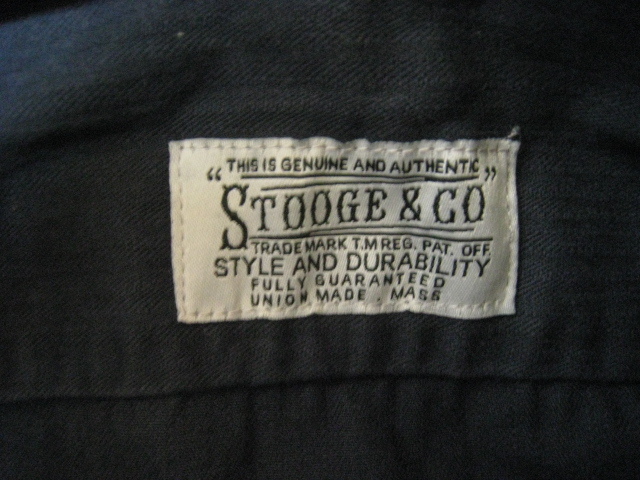 THIS IS GENUINE AND AUTHENTIC
"STOOGE & CO"
TRADE MARK T.M REG. PAT. OFF.
STYLE AND DURABILITY
FULLY GUARANTEED
UNION MADE . MASS